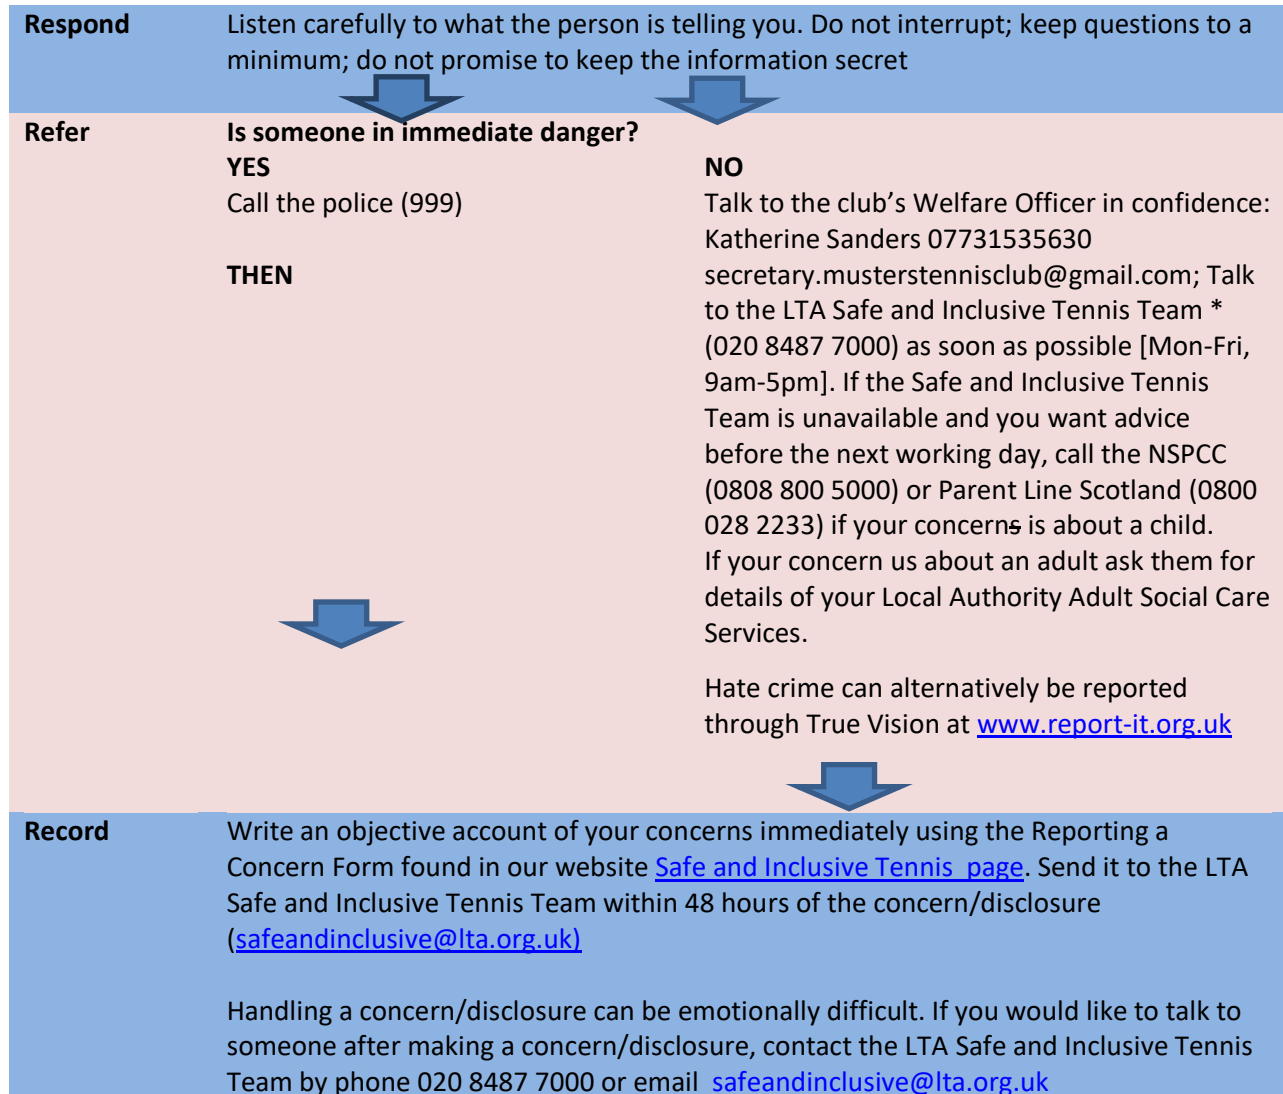 Respond
Listen carefully to what the person is telling you. Do not interrupt; keep questions to a
minimum; do not promise to keep the information secret
Refer
Is someone in immediate danger?
YES
Call the police (999)
THEN
NO
Talk to the club’s Welfare Officer in confidence:
Katherine Sanders 07731535630
secretary.musterstennisclub@gmail.com; Talk
to the LTA Safe and Inclusive Tennis Team *
(020 8487 7000) as soon as possible [Mon-Fri,
9am-5pm]. If the Safe and Inclusive Tennis
Team is unavailable and you want advice
before the next working day, call the NSPCC
(0808 800 5000) or Parent Line Scotland (0800
028 2233) if your concerns is about a child.
If your concern us about an adult ask them for
details of your Local Authority Adult Social Care
Services.
Hate crime can alternatively be reported
through True Vision at www.report-it.org.uk
Record
Write an objective account of your concerns immediately using the Reporting a
Concern Form found in our website Safe and Inclusive Tennis  page. Send it to the LTA
Safe and Inclusive Tennis Team within 48 hours of the concern/disclosure
(safeandinclusive@lta.org.uk)
Handling a concern/disclosure can be emotionally difficult. If you would like to talk to
someone after making a concern/disclosure, contact the LTA Safe and Inclusive Tennis
Team by phone 020 8487 7000 or email  safeandinclusive@lta.org.uk